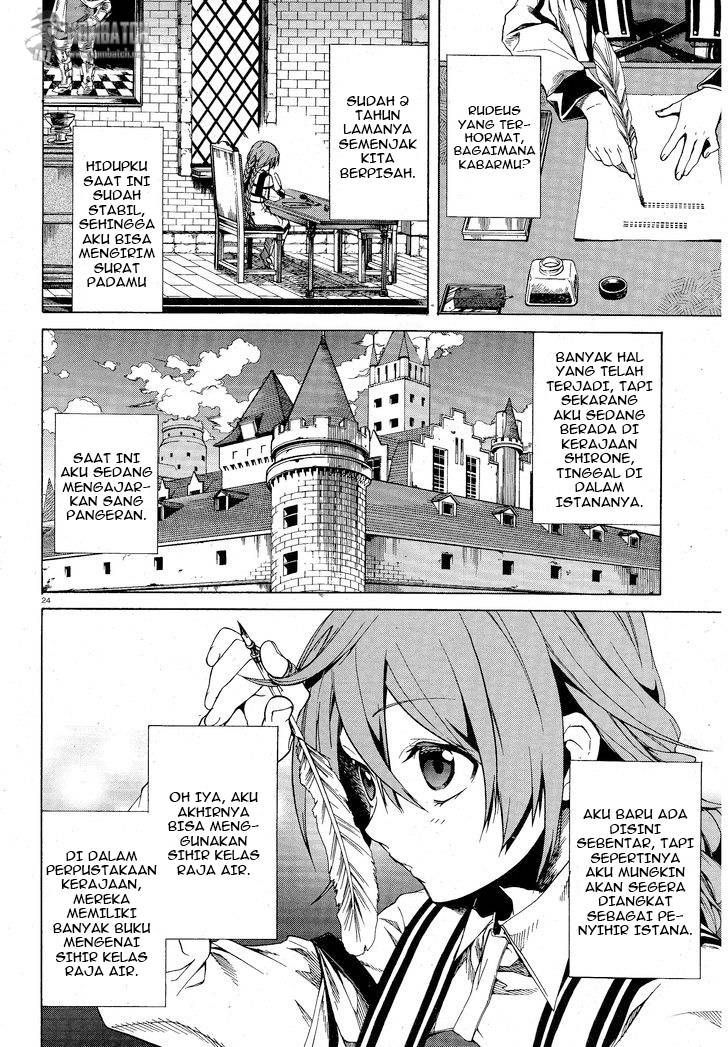 RUDEUS
YANG TER-
HORMAT,
BAGAIMANA
KABARMU?
SUDAH 2
TAHUN
LAMANYA
SEMENJAK
KITA
BERPISAH.
HIDUPKU
SAAT INI
SUDAH
STABIL,
SEHINGGA
AKU BISA
MENGIRIM
SURAT
PADAMU
BANYAK HAL
YANG TELAH
TERJADI, TAPI
SEKARANG
AKU SEDANG
BERADA DI
KERAJAAN
SHIRONE,
TINGGAL DI
DALAM
ISTANANYA.
SAAT INI
AKU SEDANG
MENGAJAR-
KAN SANG
PANGERAN.
24
AKU BARU ADA
DISINI
SEBENTAR, TAPI
SEPERTINYA
AKU MUNGKIN
AKAN SEGERA
DIANGKAT
SEBAGAI PE-
NYIHIR ISTANA.
OH IYA, AKU
AKHIRNYA
BISA MENG-
GUNAKAN
SIHIR KELAS
RAJA AIR.
DI DALAM
PERPUSTAKAAN
KERAJAAN,
MEREKA
MEMILIKI
BANYAK BUKU
MENGENAI
SIHIR KELAS
RAJA AIR.